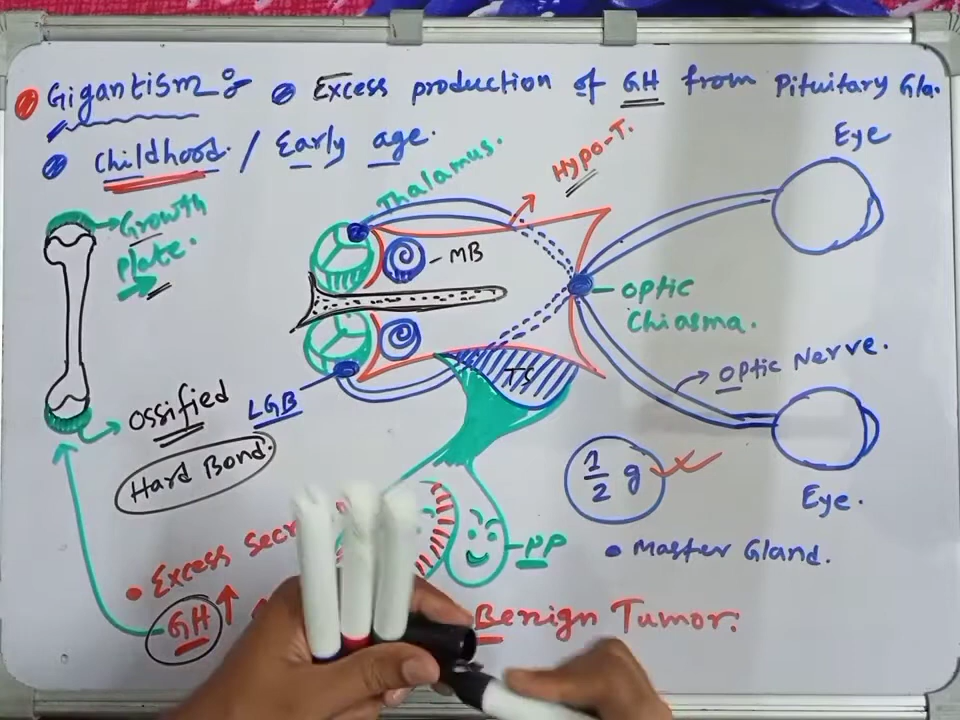 Gigantism: Excess production of GH from Pituitary Gla.
Childhood. / Early age.
Growth
Plate.
Thalamus.
Hypo-T.
MB
Eye
Optic
Chiasma.
Optic Nerve.
TS
LGB
Ossified
Hard Bond.
1/2 g
Eye.
PP
Master Gland.
Excess Secr
GH
Benign Tumor: